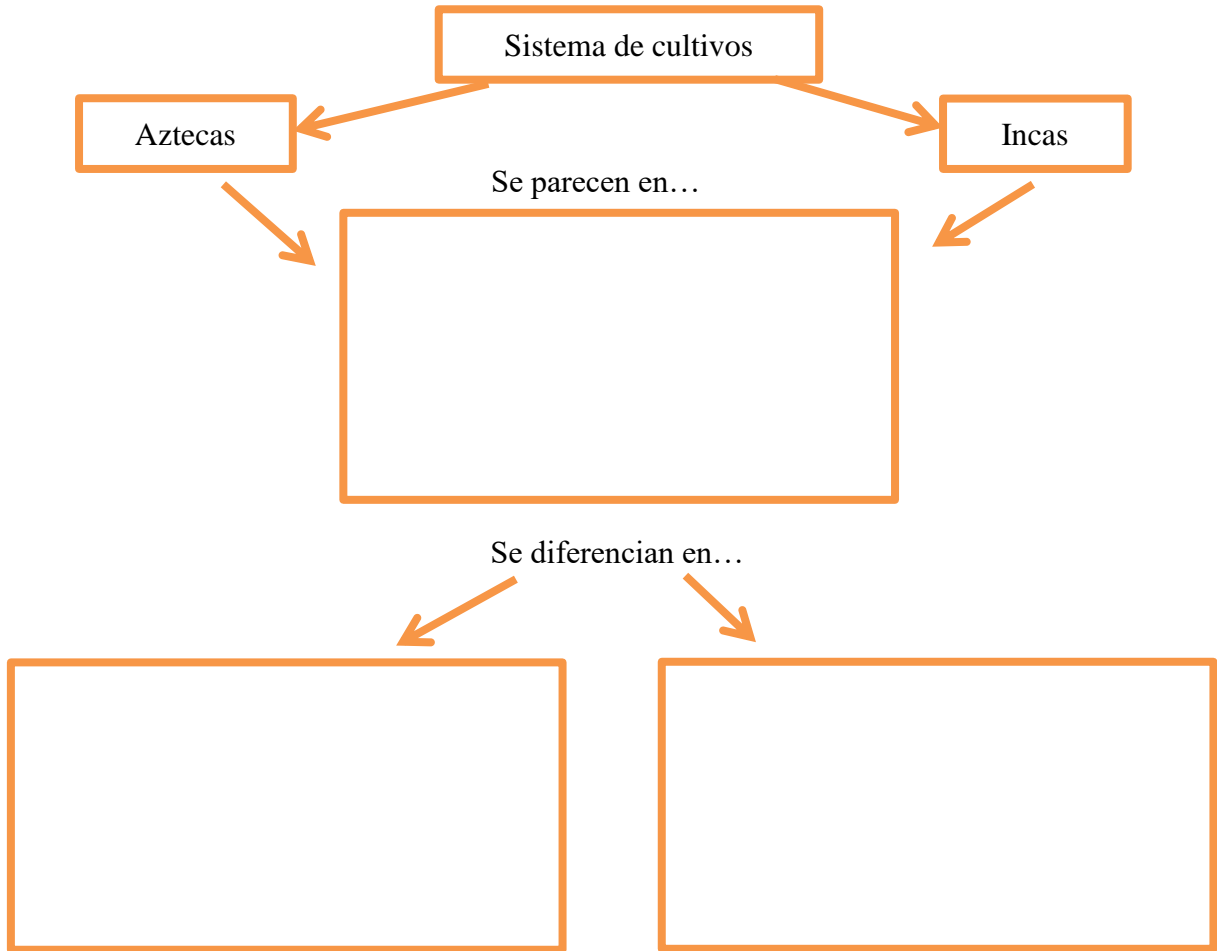 Sistema de cultivos
Aztecas
Incas
Se parecen en…
Se diferencian en…